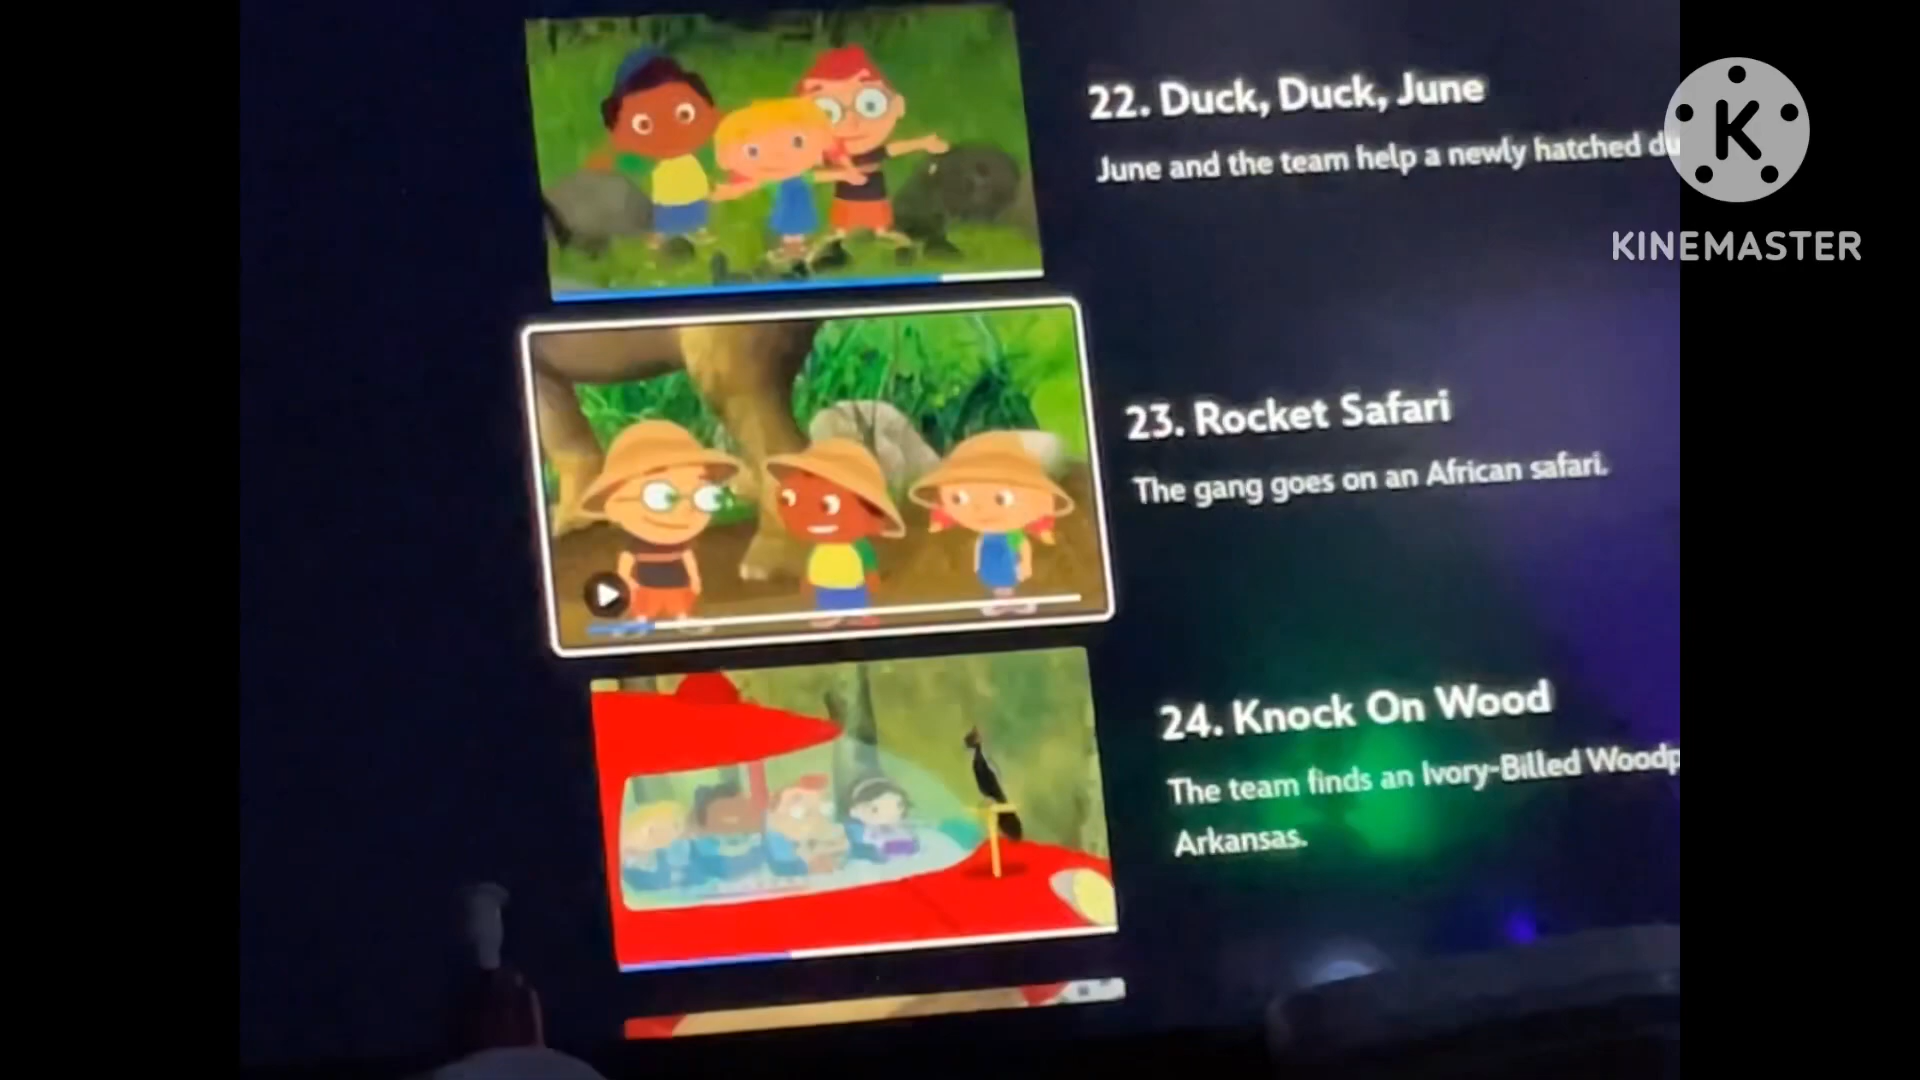 22. Duck, Duck, June
June and the team help a newly hatched
K
KINEMASTER
23. Rocket Safari
The gang goes on an African safari.
24. Knock On Wood
The team finds an Ivory-Billed
Arkansas.